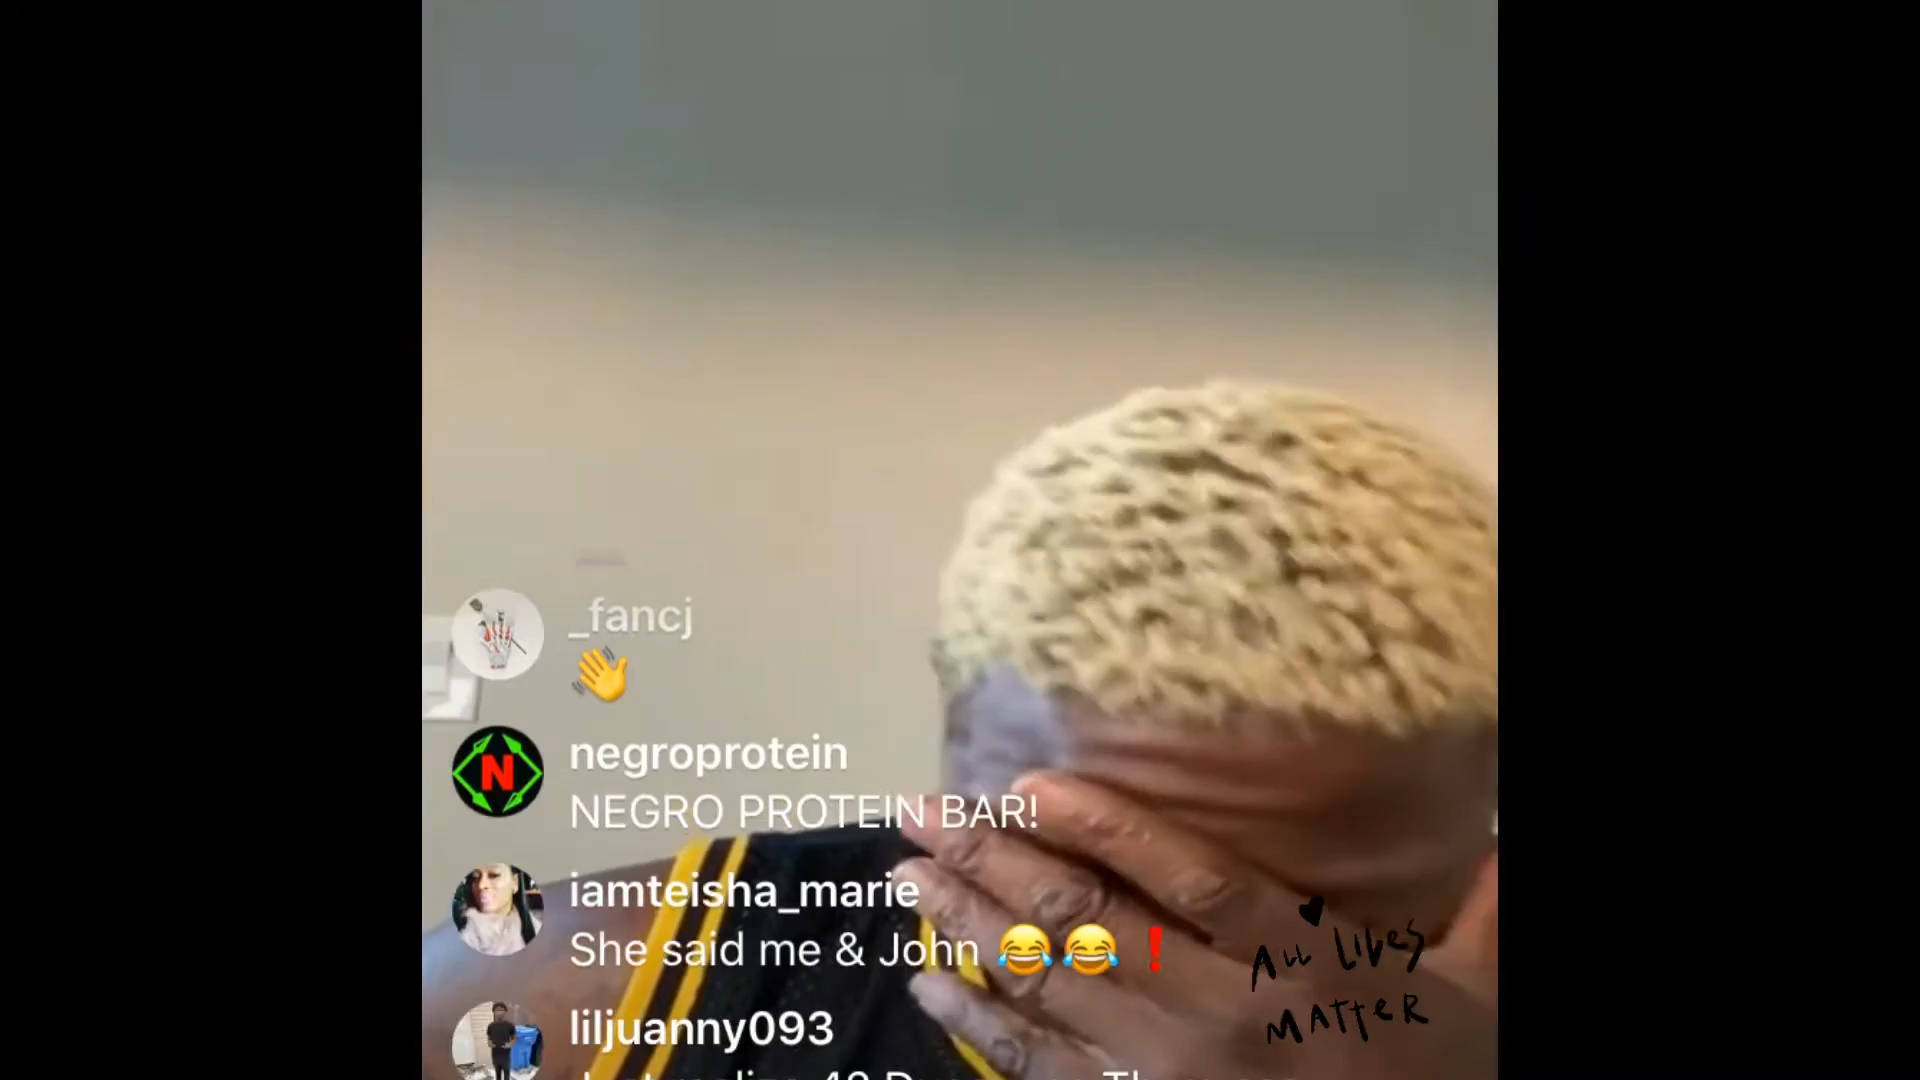 _fancj
👋
negroprotein
N
NEGRO PROTEIN BAR!
iamteisha_marie
She said me & John 😂😂❗
ALL LIVES
MATTER
liljuanny093